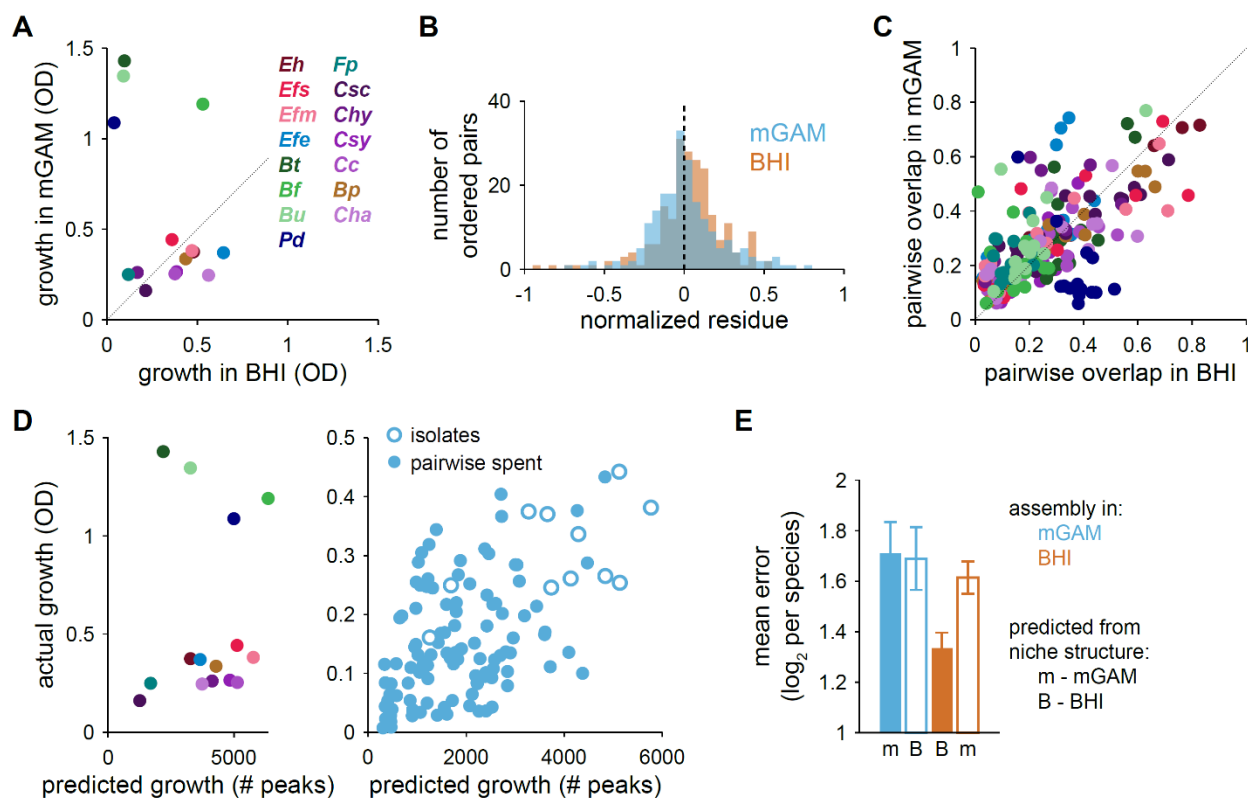 A
growth in mGAM (OD)
1.5
1
0.5
0
0
0.5
1
1.5
growth in BHI (OD)
Eh
Efs
Efm
Efe
Bt
Bf
Bu
Pd
Fp
Csc
Chy
Csy
Cc
Bp
Cha
B
number of
ordered pairs
40
20
0
mGAM
BHI
-1
-0.5
0
0.5
1
normalized residue
C
pairwise overlap in mGAM
1
0.8
0.6
0.4
0.2
0
0
0.2
0.4
0.6
0.8
1
pairwise overlap in BHI
D
actual growth (OD)
1.5
1
0.5
0
0
5000
predicted growth (# peaks)
isolates
pairwise spent
0.5
0.4
0.3
0.2
0.1
0
0
2000
4000
6000
predicted growth (# peaks)
E
mean error
(log2 per species)
2
1.8
1.6
1.4
1.2
1
m
B
B
m
assembly in:
mGAM
BHI
predicted from
niche structure:
m - mGAM
B - BHI